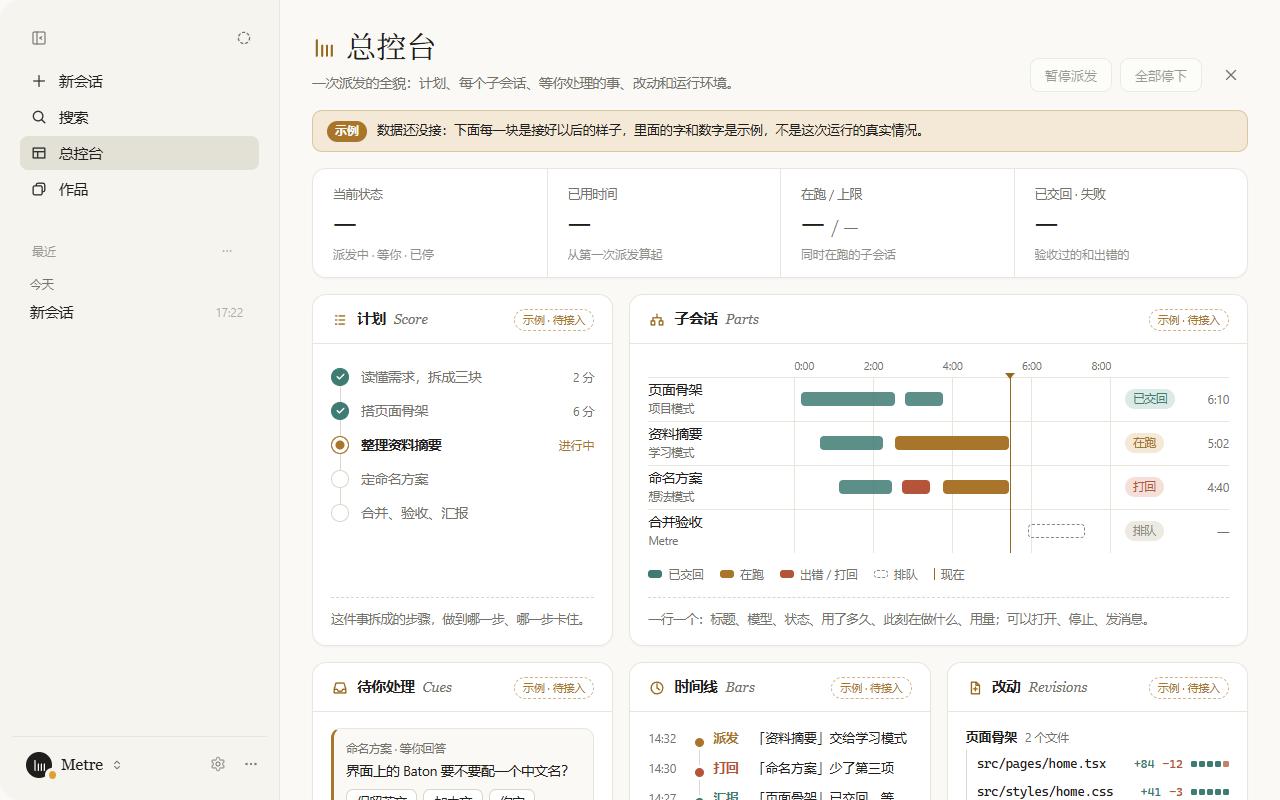 新会话
搜索
总控台
作品
最近
今天
新会话 17:22
Metre
总控台
一次派发的全貌：计划、每个子会话、等你处理的事、改动和运行环境。
暂停派发 全部停下
示例 数据还没接：下面每一块是接好以后的样子，里面的字和数字是示例，不是这次运行的真实情况。
当前状态
—
派发中 · 等你 · 已停
已用时间
—
从第一次派发算起
在跑 / 上限
— / —
同时在跑的子会话
已交回 · 失败
—
验收过的和出错的
计划 Score 示例 · 待接入
读懂需求，拆成三块 2 分
搭页面骨架 6 分
整理资料摘要 进行中
定命名方案
合并、验收、汇报
这件事拆成的步骤，做到哪一步、哪一步卡住。
子会话 Parts 示例 · 待接入
0:00 2:00 4:00 6:00 8:00
页面骨架
项目模式
已交回 6:10
资料摘要
学习模式
在跑 5:02
命名方案
想法模式
打回 4:40
合并验收
Metre
排队 —
已交回 在跑 出错 / 打回 排队 现在
一行一个：标题、模型、状态、用了多久、此刻在做什么、用量；可以打开、停止、发消息。
待你处理 Cues 示例 · 待接入
命名方案 · 等你回答
界面上的 Baton 要不要配一个中文名？
时间线 Bars 示例 · 待接入
14:32 派发 「资料摘要」交给学习模式
14:30 打回 「命名方案」少了第三项
14:27 汇报 「页面骨架」已交回，等
改动 Revisions 示例 · 待接入
页面骨架 2 个文件
src/pages/home.tsx +84 −12
src/styles/home.css +41 −3